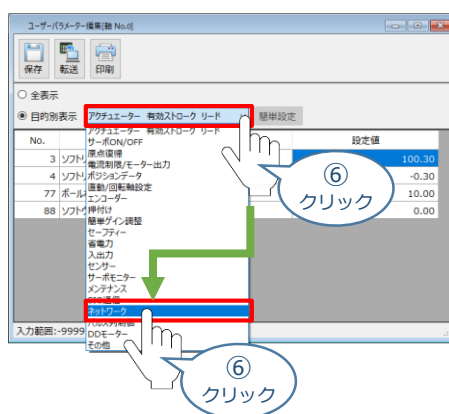 ユーザーパラメーター編集[軸 No.0]
保存 転送 印刷
全表示
目的別表示 アクチュエーター 有効ストローク リード 簡単設定
No. 設定値
3 ソフトリ 100.30
4 ソフトリ -0.30
77 ボール 10.00
88 ソフトウ 0.00
アクチュエーター 有効ストローク リード
サーボON/OFF
原点復帰
電流制限/モーター出力
ポジションデータ
直動/回転軸設定
エンコーダー
押付け
簡単ゲイン調整
セーフティー
省電力
入出力
センサー
サーボモニター
メンテナンス
ネットワーク
パルス列制御
DDモーター
その他
⑥
クリック
⑥
クリック
入力範囲:-9999